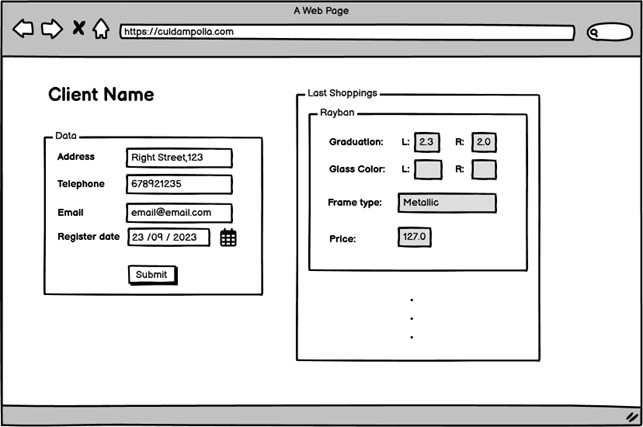 A Web Page
https://culdampolla.com
Client Name
Data
Address Right Street,123
Telephone 678921235
Email email@email.com
Register date 23 /09 / 2023
Submit
Last Shoppings
Rayban
Graduation: L: 2.3 R: 2.0
Glass Color: L: R:
Frame type: Metallic
Price: 127.0